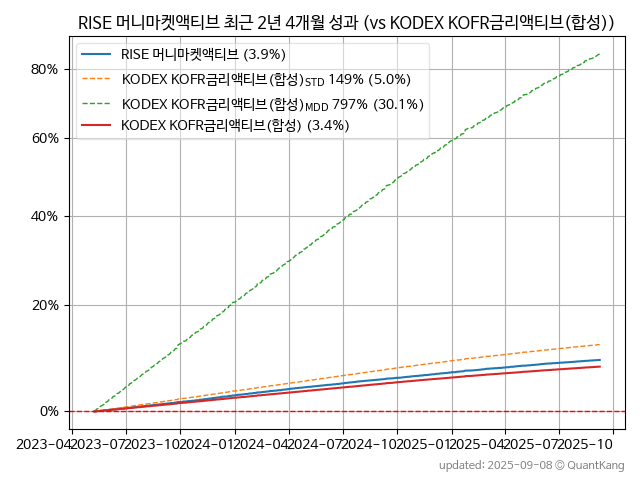 RISE 머니마켓액티브 최근 2년 4개월 성과 (vs KODEX KOFR금리액티브(합성))
RISE 머니마켓액티브 (3.9%)
KODEX KOFR금리액티브(합성)STD 149% (5.0%)
KODEX KOFR금리액티브(합성)MDD 797% (30.1%)
KODEX KOFR금리액티브(합성) (3.4%)
80%
60%
40%
20%
0%
2023-04 2023-07 2023-10 2024-01 2024-04 2024-07 2024-10 2025-01 2025-04 2025-07 2025-10
updated: 2025-09-08 © QuantKang